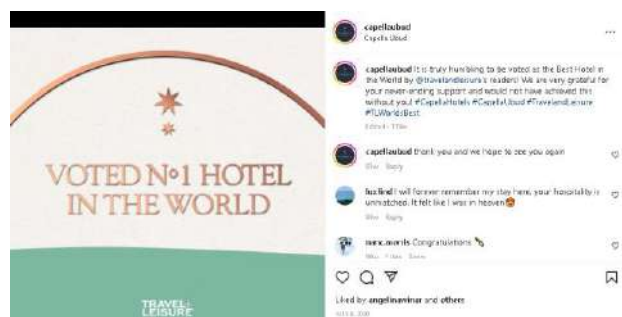 VOTED Nº1 HOTEL
IN THE WORLD
TRAVEL+
LEISURE
capellaubud
Capella Ubud
capellaubud It is truly humbling to be voted as the Best Hotel in
the World by @travelandleisure's readers! We are very grateful for
your never-ending support and would not have achieved this
without you! #CapellaHotels #CapellaUbud #TravelandLeisure
#TLWorldsBest
capellaubud thank you and we hope to see you again
Reply
I will forever remember my stay here, your hospitality is
unmatched. It felt like I was in heaven😍
Reply
Congratulations 🍾
Liked by angelinavinar and others